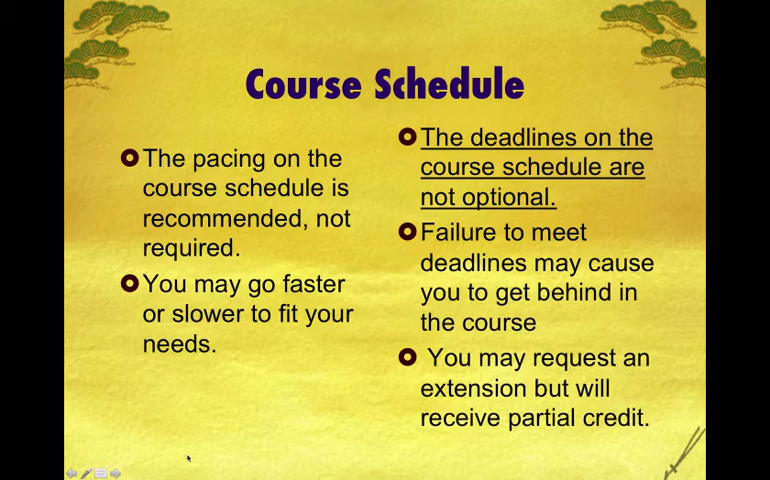 Course Schedule
The pacing on the
course schedule is
recommended, not
required.
You may go faster
or slower to fit your
needs.
The deadlines on the
course schedule are
not optional.
Failure to meet
deadlines may cause
you to get behind in
the course
You may request an
extension but will
receive partial credit.